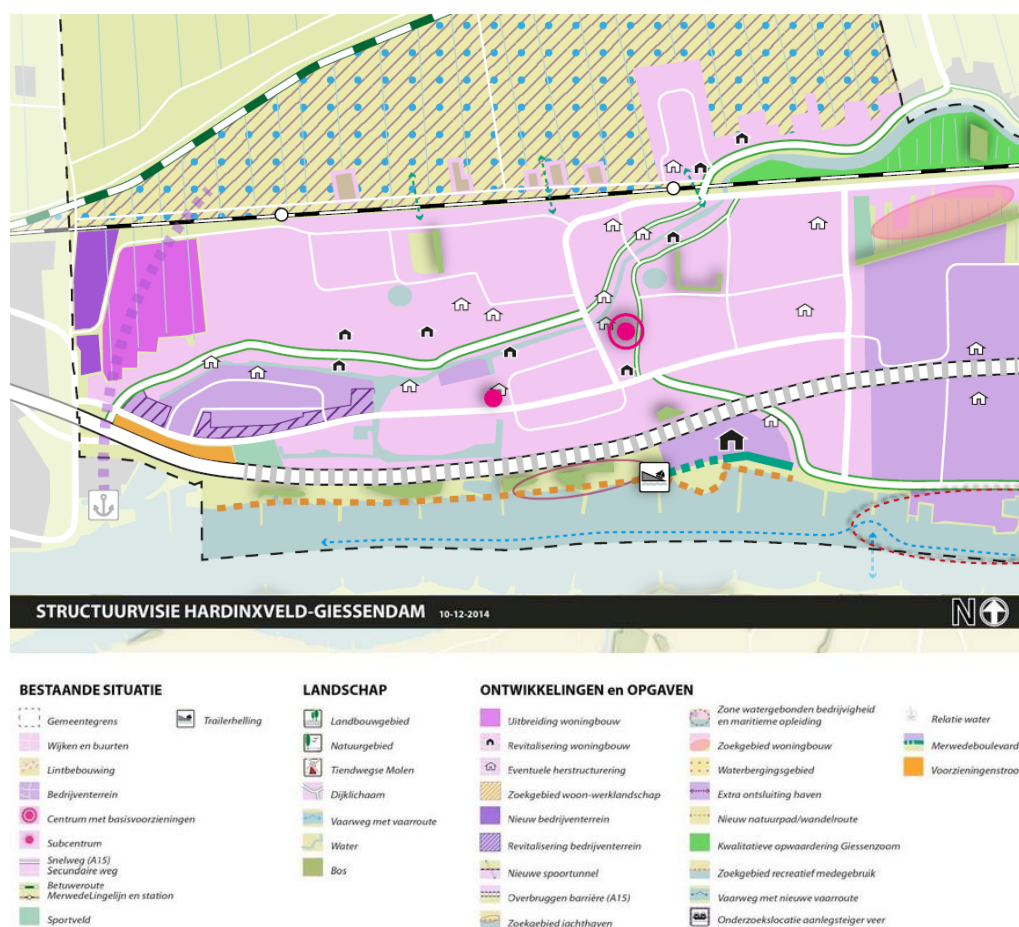 STRUCTUURVISIE HARDINXVELD-GIESSENDAM 10-12-2014
N
BESTAANDE SITUATIE
Gemeentegrens
Wijken en buurten
Lintbebouwing
Bedrijventerrein
Centrum met basisvoorzieningen
Subcentrum
Snelweg (A15)
Secundaire weg
Betuweroute
MerwedeLingelijn en station
Sportveld
Trailerhelling
LANDSCHAP
Landbouwgebied
Natuurgebied
Tiendwegse Molen
Dijklichaam
Vaarweg met vaarroute
Water
Bos
ONTWIKKELINGEN en OPGAVEN
Uitbreiding woningbouw
Revitalisering woningbouw
Eventuele herstructurering
Zoekgebied woon-werklandschap
Nieuw bedrijventerrein
Revitalisering bedrijventerrein
Nieuwe spoortunnel
Overbruggen barrière (A15)
Zoekgebied jachthaven
Zone watergebonden bedrijvigheid
en maritieme opleiding
Zoekgebied woningbouw
Waterbergingsgebied
Extra ontsluiting haven
Nieuw natuurpad/wandelroute
Kwalitatieve opwaardering Giessenzoom
Zoekgebied recreatief medegebruik
Vaarweg met nieuwe vaarroute
Onderzoekslocatie aanlegsteiger veer
Relatie water
Merwedeboulevard
Voorzieningenstroo